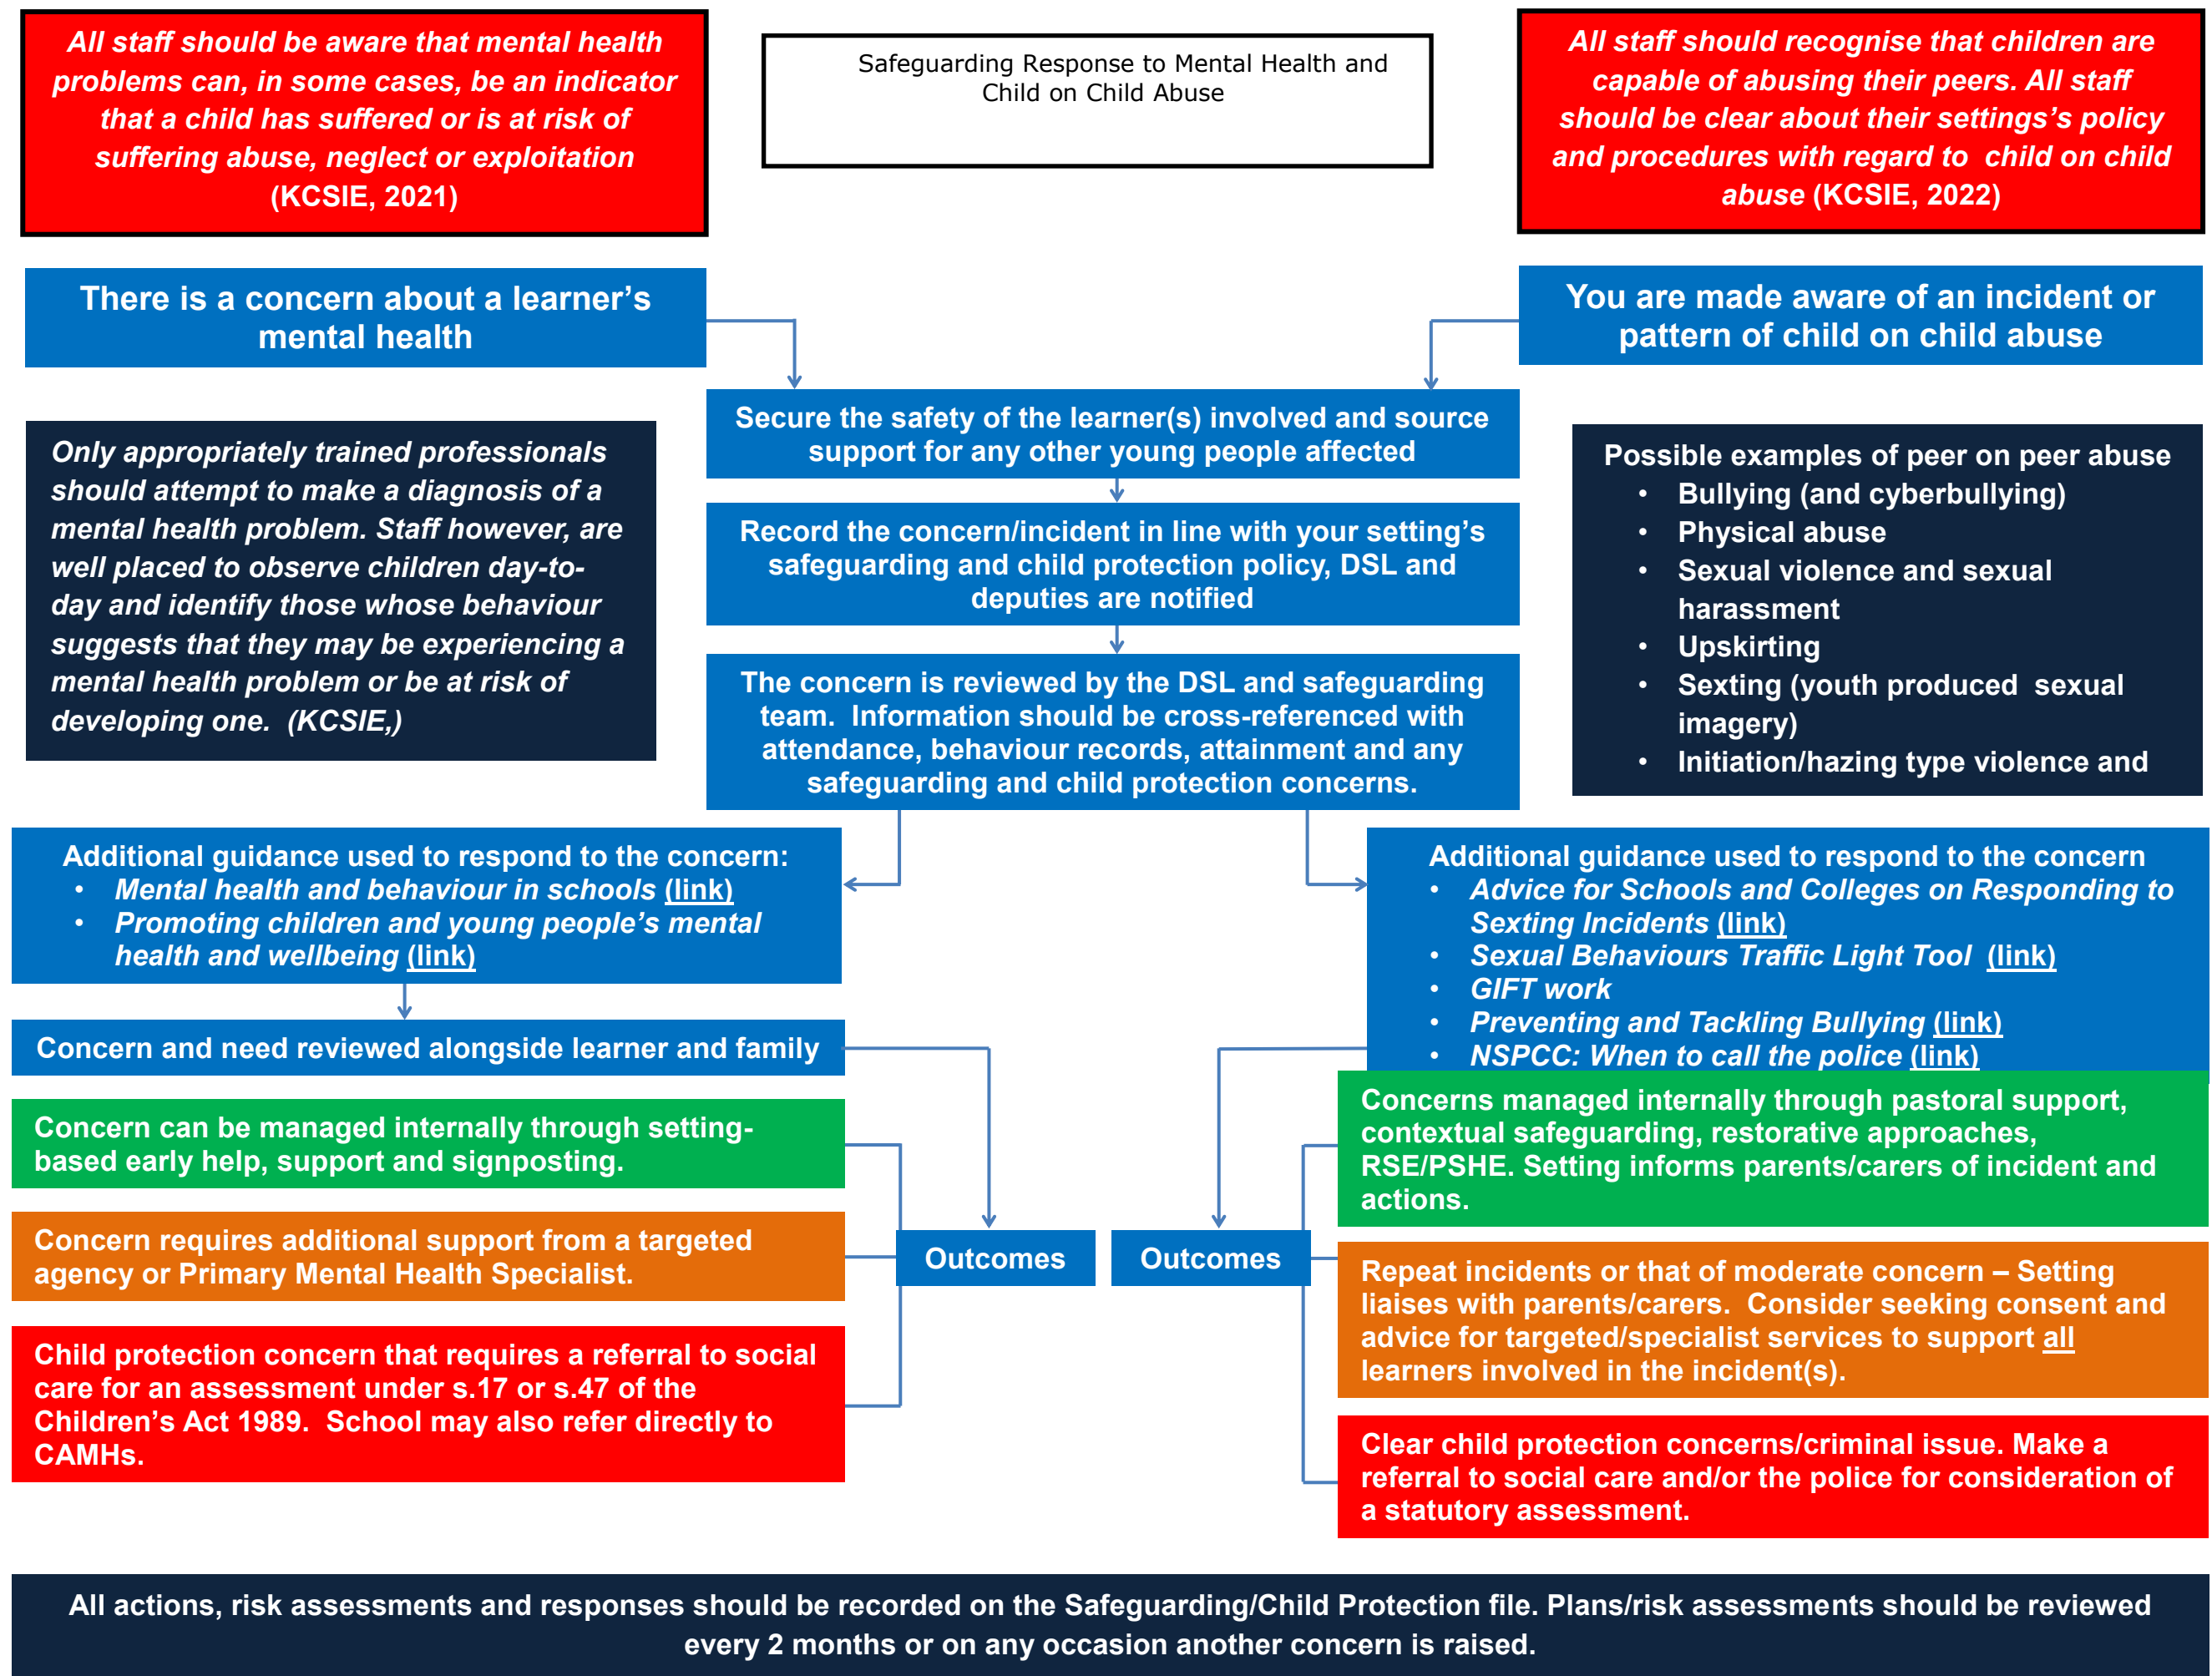 All staff should be aware that mental health
problems can, in some cases, be an indicator
that a child has suffered or is at risk of
suffering abuse, neglect or exploitation
(KCSIE, 2021)
Safeguarding Response to Mental Health and
Child on Child Abuse
All staff should recognise that children are
capable of abusing their peers. All staff
should be clear about their settings's policy
and procedures with regard to child on child
abuse (KCSIE, 2022)
There is a concern about a learner’s
mental health
You are made aware of an incident or
pattern of child on child abuse
Secure the safety of the learner(s) involved and source
support for any other young people affected
Only appropriately trained professionals
should attempt to make a diagnosis of a
mental health problem. Staff however, are
well placed to observe children day-to-
day and identify those whose behaviour
suggests that they may be experiencing a
mental health problem or be at risk of
developing one. (KCSIE,)
Record the concern/incident in line with your setting’s
safeguarding and child protection policy, DSL and
deputies are notified
Possible examples of peer on peer abuse
• Bullying (and cyberbullying)
• Physical abuse
• Sexual violence and sexual
harassment
• Upskirting
• Sexting (youth produced sexual
imagery)
• Initiation/hazing type violence and
The concern is reviewed by the DSL and safeguarding
team. Information should be cross-referenced with
attendance, behaviour records, attainment and any
safeguarding and child protection concerns.
Additional guidance used to respond to the concern:
• Mental health and behaviour in schools (link)
• Promoting children and young people’s mental
health and wellbeing (link)
Additional guidance used to respond to the concern
• Advice for Schools and Colleges on Responding to
Sexting Incidents (link)
• Sexual Behaviours Traffic Light Tool (link)
• GIFT work
• Preventing and Tackling Bullying (link)
• NSPCC: When to call the police (link)
Concern and need reviewed alongside learner and family
Concern can be managed internally through setting-
based early help, support and signposting.
Concern requires additional support from a targeted
agency or Primary Mental Health Specialist.
Child protection concern that requires a referral to social
care for an assessment under s.17 or s.47 of the
Children’s Act 1989. School may also refer directly to
CAMHs.
Outcomes
Outcomes
Concerns managed internally through pastoral support,
contextual safeguarding, restorative approaches,
RSE/PSHE. Setting informs parents/carers of incident and
actions.
Repeat incidents or that of moderate concern – Setting
liaises with parents/carers. Consider seeking consent and
advice for targeted/specialist services to support all
learners involved in the incident(s).
Clear child protection concerns/criminal issue. Make a
referral to social care and/or the police for consideration of
a statutory assessment.
All actions, risk assessments and responses should be recorded on the Safeguarding/Child Protection file. Plans/risk assessments should be reviewed
every 2 months or on any occasion another concern is raised.